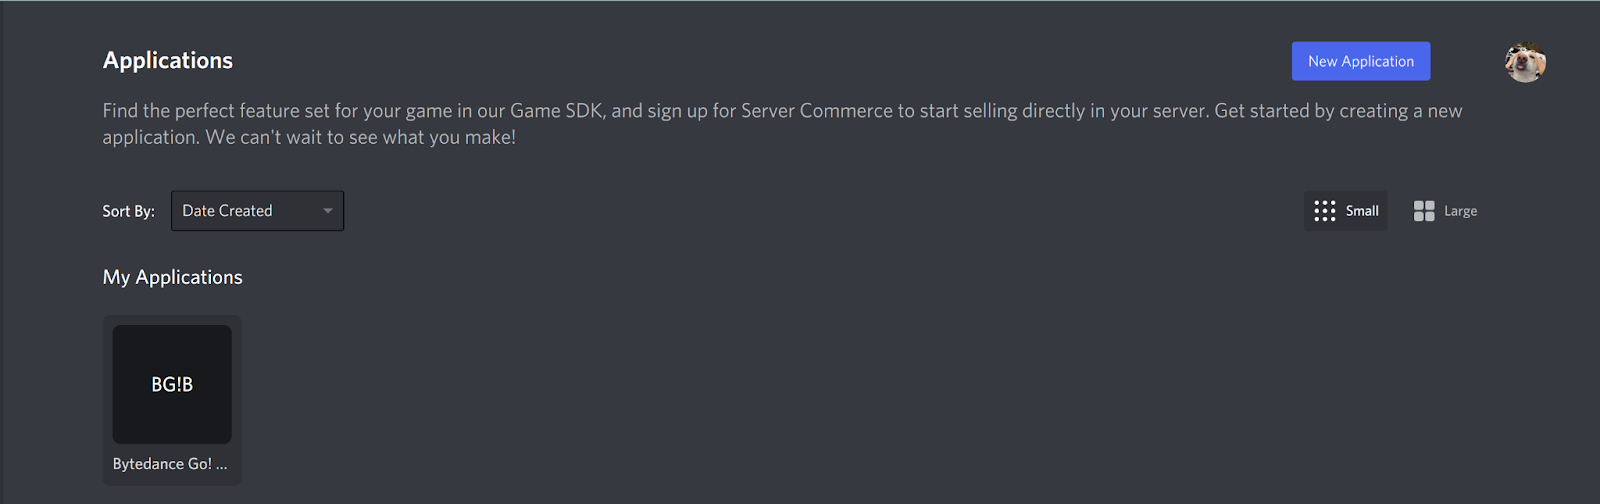 Applications
New Application
Find the perfect feature set for your game in our Game SDK, and sign up for Server Commerce to start selling directly in your server. Get started by creating a new
application. We can't wait to see what you make!
Sort By: Date Created
Small Large
My Applications
BG!B
Bytedance Go! ...